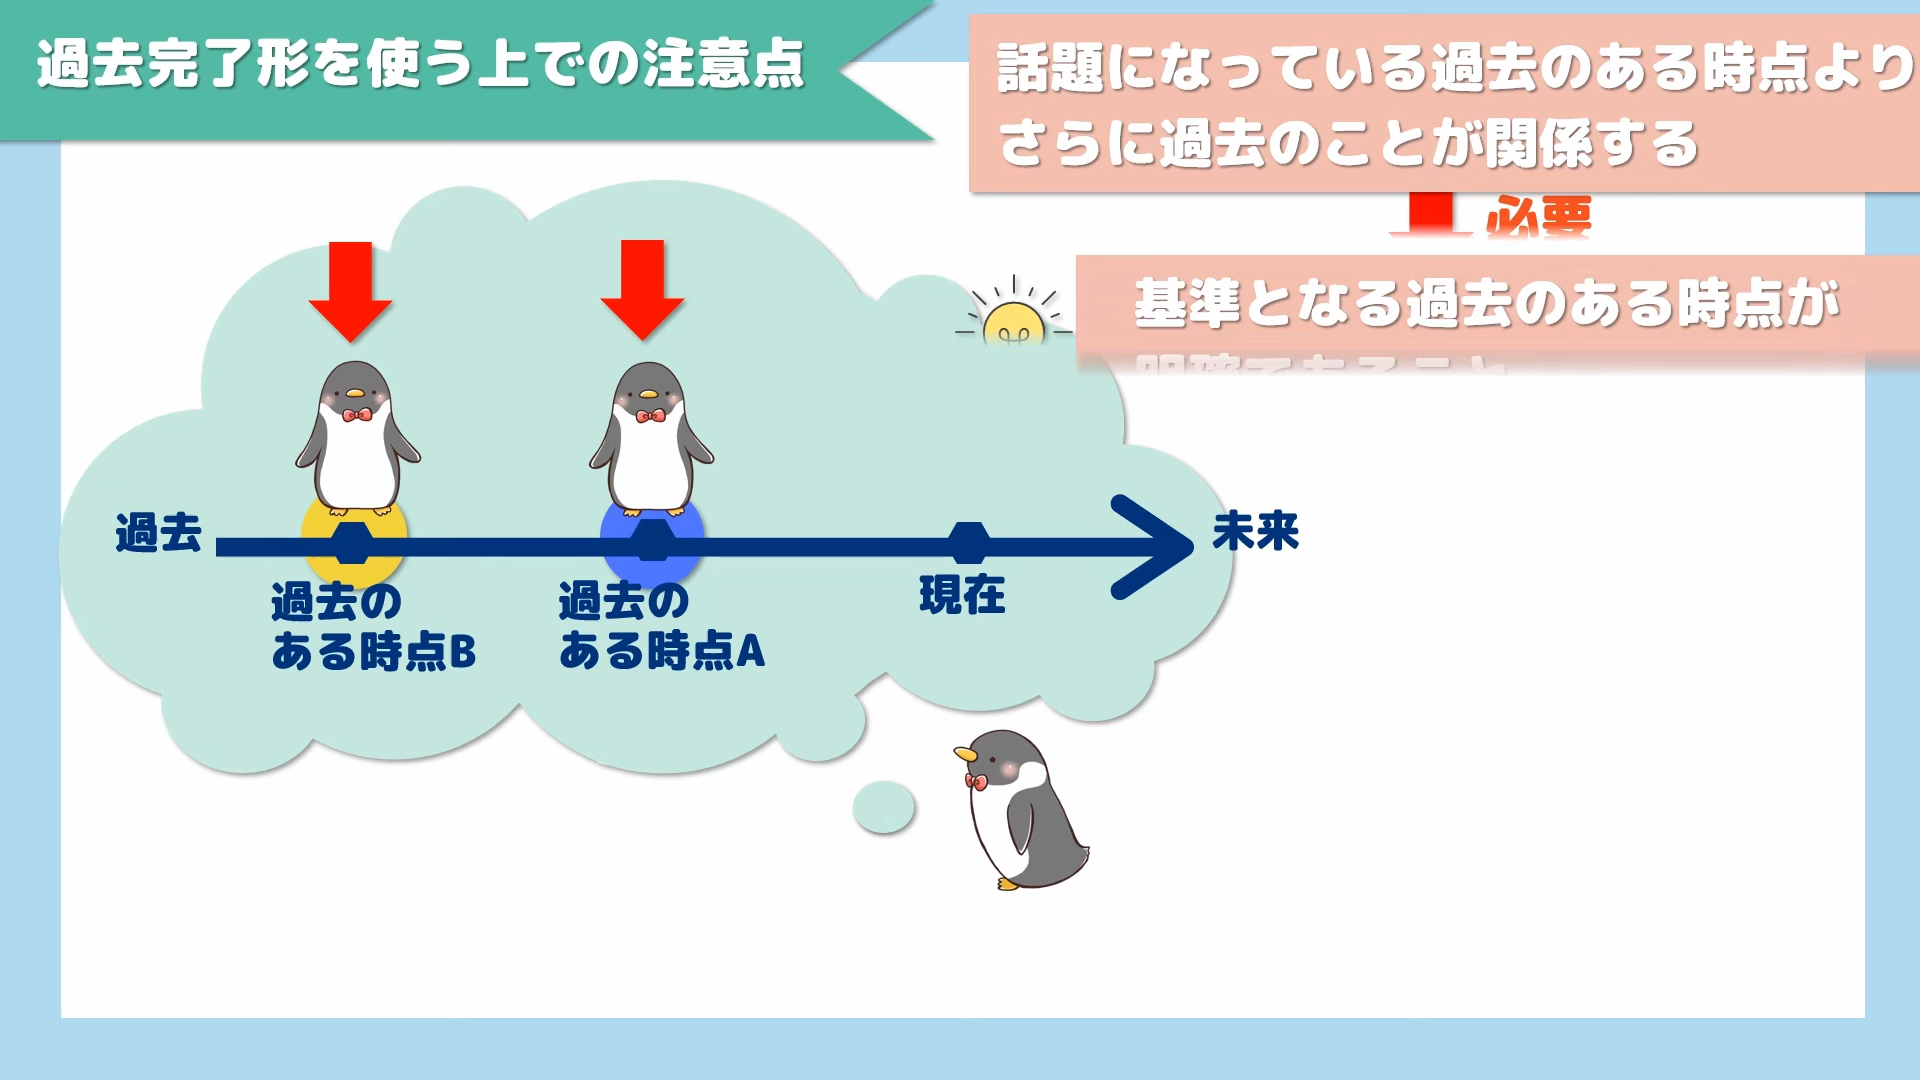 過去完了形を使う上での注意点
話題になっている過去のある時点より
さらに過去のことが関係する
必要
基準となる過去のある時点が
過去
未来
過去の
ある時点B
過去の
ある時点A
現在